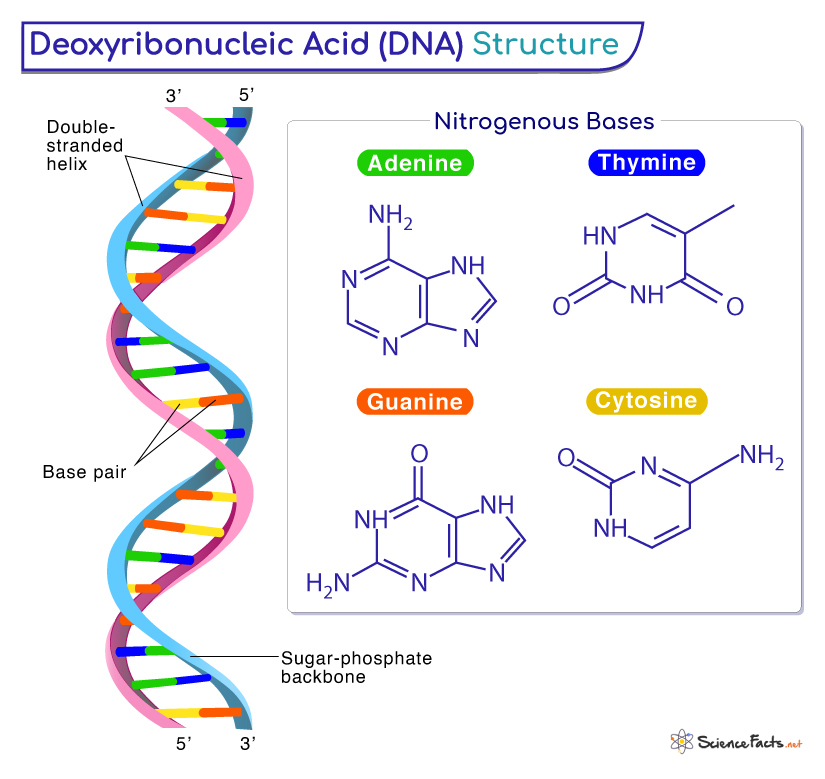 Deoxyribonucleic Acid (DNA) Structure
3’ 5’
Double-
stranded
helix
Base pair
Sugar-phosphate
backbone
5’ 3’
Nitrogenous Bases
Adenine
NH2
N
NH
N
N
Thymine
HN
NH
O
O
Guanine
O
NH
NH
H2N
N
N
Cytosine
O
N
NH2
NH
ScienceFacts.net